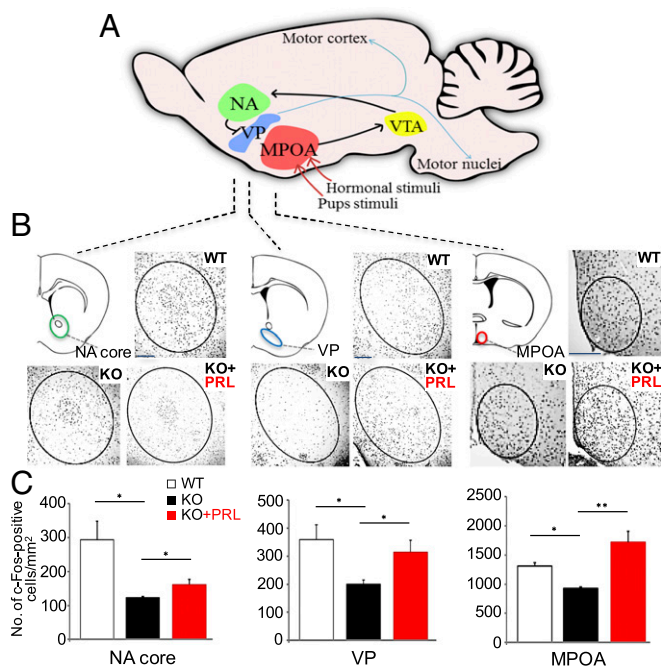 A
Motor cortex
NA
VP
MPOA
VTA
Motor nuclei
Hormonal stimuli
Pups stimuli
B
WT
NA core
KO
KO+
PRL
WT
VP
KO
KO+
PRL
WT
MPOA
KO
KO+
PRL
C
WT
KO
KO+PRL
No. of c-Fos-positive
cells/mm²
400
300
200
100
0
NA core
*
*
500
400
300
200
100
0
VP
*
*
2500
2000
1500
1000
500
0
MPOA
*
**